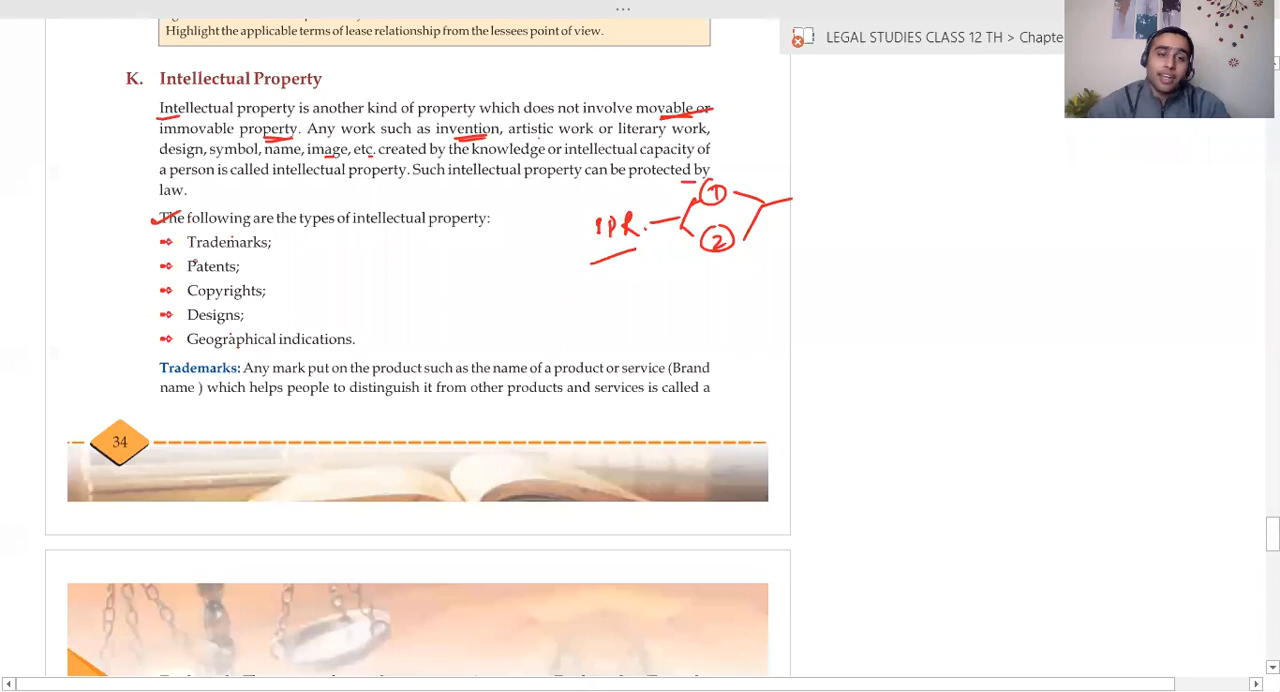 Highlight the applicable terms of lease relationship from the lessees point of view.
LEGAL STUDIES CLASS 12 TH > Chapte
K. Intellectual Property
Intellectual property is another kind of property which does not involve movable or
immovable property. Any work such as invention, artistic work or literary work,
design, symbol, name, image, etc. created by the knowledge or intellectual capacity of
a person is called intellectual property. Such intellectual property can be protected by
law.
The following are the types of intellectual property:
Trademarks;
Patents;
Copyrights;
Designs;
Geographical indications.
IPR.
1
2
Trademarks: Any mark put on the product such as the name of a product or service (Brand
name ) which helps people to distinguish it from other products and services is called a
34